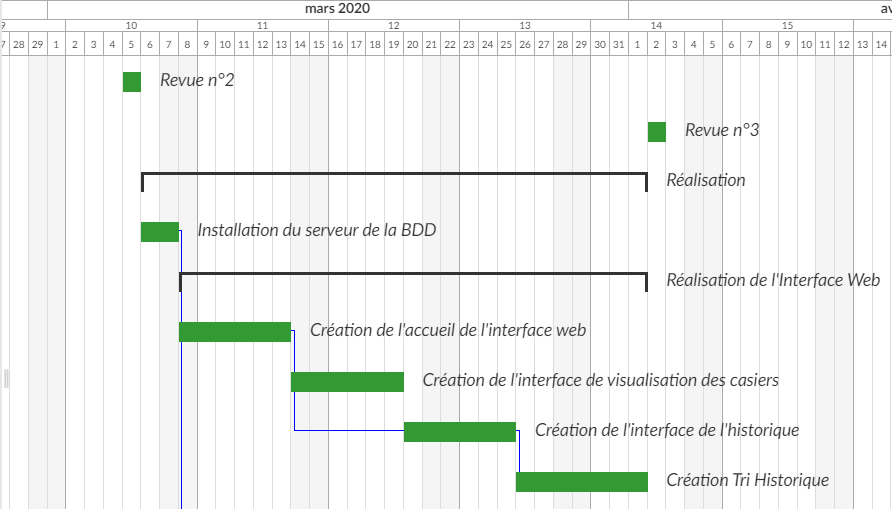 mars 2020 av
9 10 11 12 13 14 15
7 28 29 1 2 3 4 5 6 7 8 9 10 11 12 13 14 15 16 17 18 19 20 21 22 23 24 25 26 27 28 29 30 31 1 2 3 4 5 6 7 8 9 10 11 12 13 14
Revue n°2
Revue n°3
Réalisation
Installation du serveur de la BDD
Réalisation de l'Interface Web
Création de l'accueil de l'interface web
Création de l'interface de visualisation des casiers
Création de l'interface de l'historique
Création Tri Historique